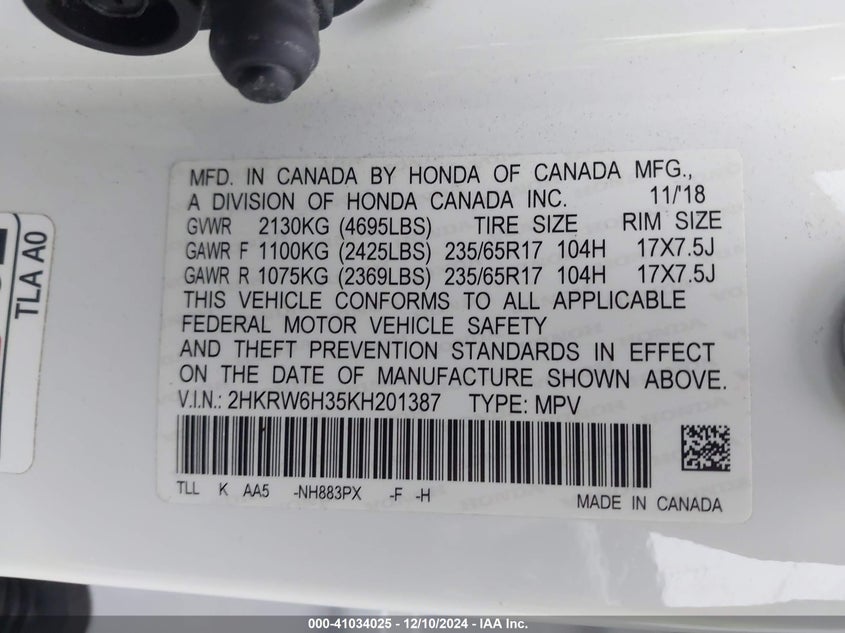 MFD. IN CANADA BY HONDA OF CANADA MFG.,
A DIVISION OF HONDA CANADA INC. 11/'18
GVWR 2130KG (4695LBS) TIRE SIZE RIM SIZE
GAWR F 1100KG (2425LBS) 235/65R17 104H 17X7.5J
GAWR R 1075KG (2369LBS) 235/65R17 104H 17X7.5J
THIS VEHICLE CONFORMS TO ALL APPLICABLE
FEDERAL MOTOR VEHICLE SAFETY
AND THEFT PREVENTION STANDARDS IN EFFECT
ON THE DATE OF MANUFACTURE SHOWN ABOVE.
V.I.N.: 2HKRW6H35KH201387 TYPE: MPV
TLL K AA5 -NH883PX -F -H
MADE IN CANADA
TLA A0
000-41034025 - 12/10/2024 - IAA Inc.